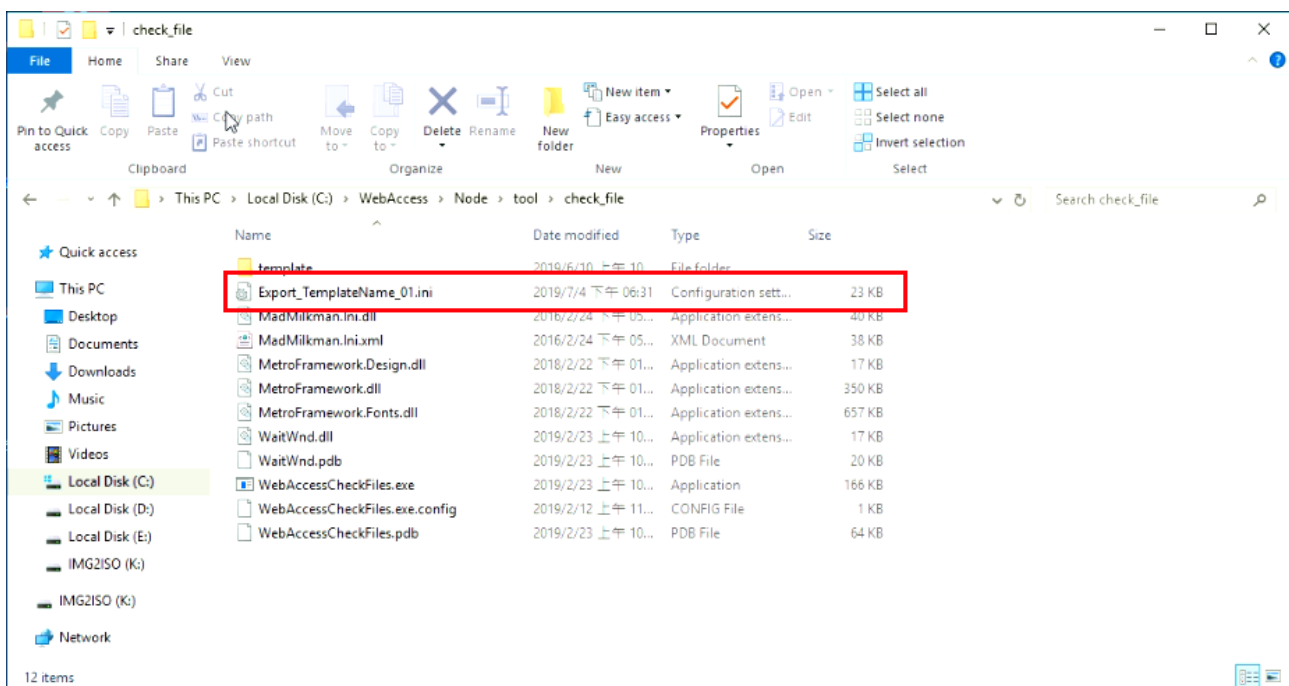 check_file
File Home Share View
Pin to Quick access Copy Paste Cut Copy path Paste shortcut Move to Copy to Delete Rename New folder New item Easy access Properties Open Edit Select all Select none Invert selection
Clipboard Organize New Open Select
This PC > Local Disk (C:) > WebAccess > Node > tool > check_file Search check_file
Name Date modified Type Size
Quick access
This PC
Desktop
Documents
Downloads
Music
Pictures
Videos
Local Disk (C:)
Local Disk (D:)
Local Disk (E:)
IMG2ISO (K:)
IMG2ISO (K:)
Network
template 2019/6/10 上午 10... File folder
Export_TemplateName_01.ini 2019/7/4 下午 06:31 Configuration sett... 23 KB
MadMilkman.Ini.dll 2016/2/24 下午 05... Application extens... 40 KB
MadMilkman.Ini.xml 2016/2/24 下午 05... XML Document 38 KB
MetroFramework.Design.dll 2018/2/22 下午 01... Application extens... 17 KB
MetroFramework.dll 2018/2/22 下午 01... Application extens... 350 KB
MetroFramework.Fonts.dll 2018/2/22 下午 01... Application extens... 657 KB
WaitWnd.dll 2019/2/23 上午 10... Application extens... 17 KB
WaitWnd.pdb 2019/2/23 上午 10... PDB File 20 KB
WebAccessCheckFiles.exe 2019/2/23 上午 10... Application 166 KB
WebAccessCheckFiles.exe.config 2019/2/12 上午 11... CONFIG File 1 KB
WebAccessCheckFiles.pdb 2019/2/23 上午 10... PDB File 64 KB
12 items